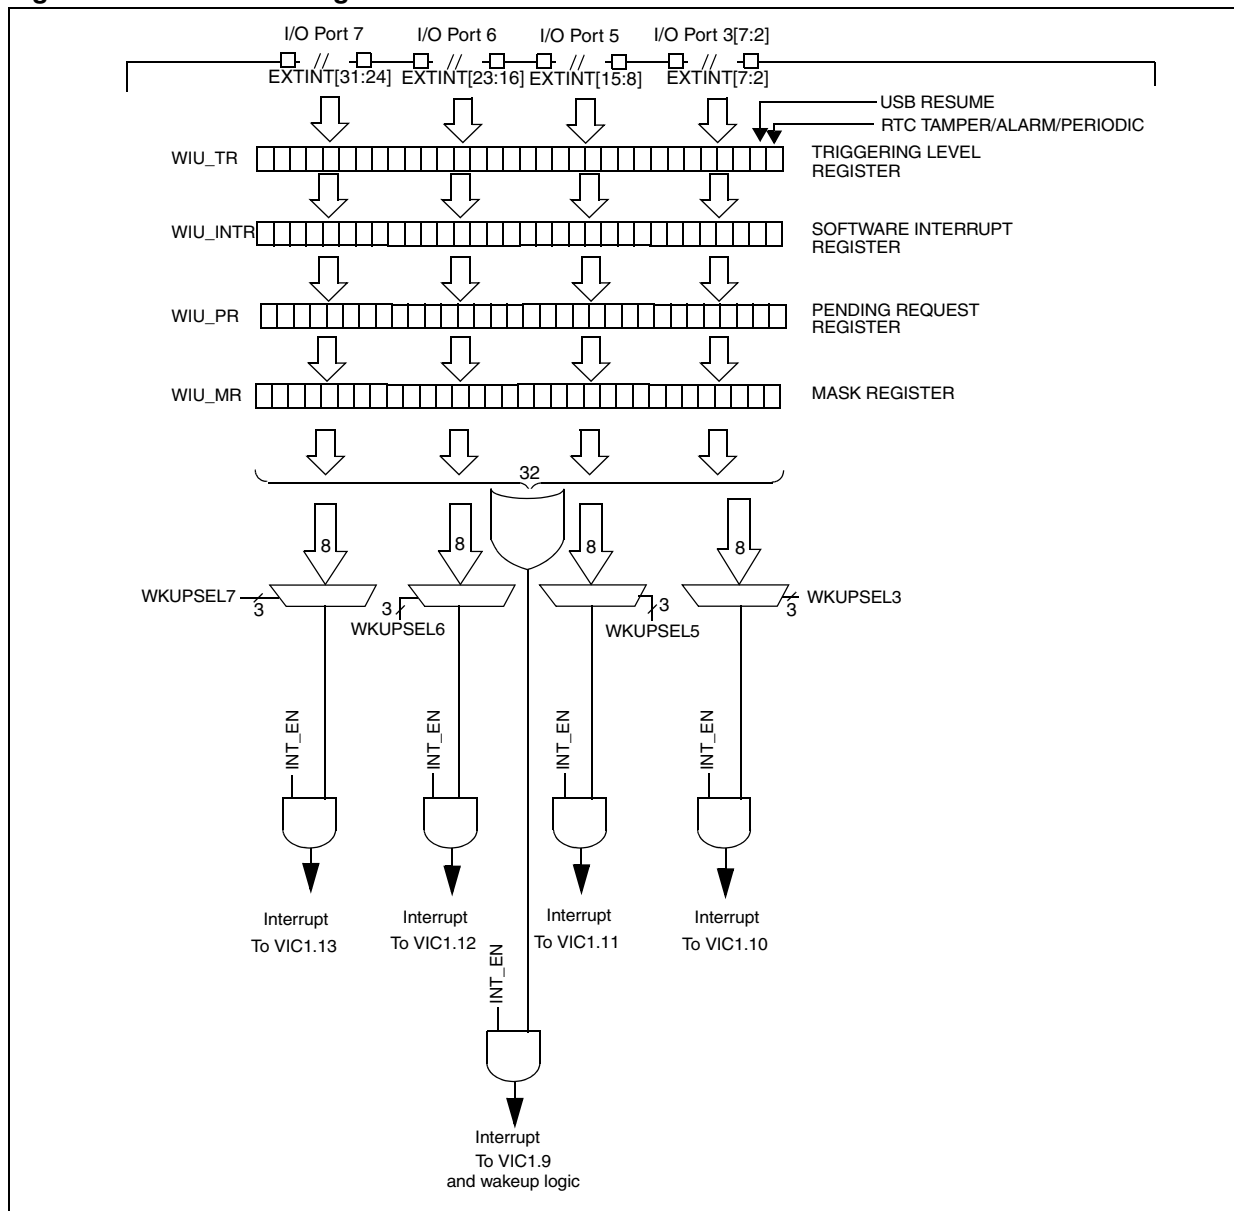 I/O Port 7 I/O Port 6 I/O Port 5 I/O Port 3[7:2]
EXTINT[31:24] EXTINT[23:16] EXTINT[15:8] EXTINT[7:2]
USB RESUME
RTC TAMPER/ALARM/PERIODIC
WIU_TR
TRIGGERING LEVEL
REGISTER
WIU_INTR
SOFTWARE INTERRUPT
REGISTER
WIU_PR
PENDING REQUEST
REGISTER
WIU_MR
MASK REGISTER
32
8 8 8 8
WKUPSEL7 3
3 WKUPSEL6
3 WKUPSEL5
3 WKUPSEL3
INT_EN INT_EN INT_EN INT_EN
Interrupt
To VIC1.13
Interrupt
To VIC1.12
Interrupt
To VIC1.11
Interrupt
To VIC1.10
INT_EN
Interrupt
To VIC1.9
and wakeup logic